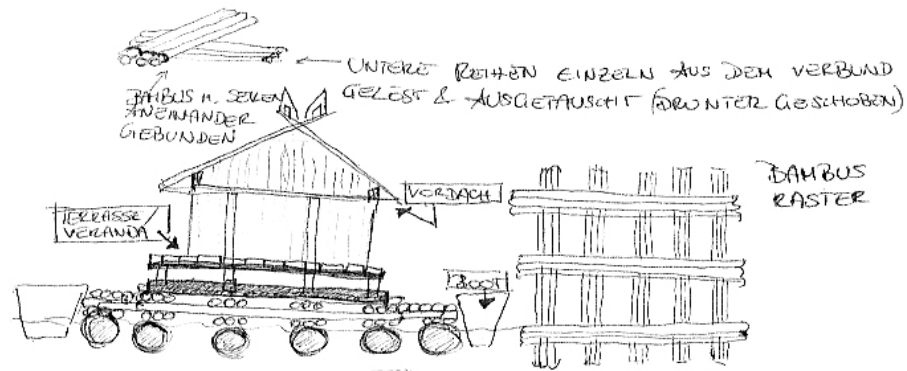 UNTERE REIHEN EINZELN AUS DEM VERBUND
GELEST & AUSGETAUSCHT (DRUNTER GESCHOBEN)
BAMBUS M. SEILEN
ANEINANDER
GEBUNDEN
VORDACH
BAMBUS
RASTER
TERRASSE/
VERANDA
BOOT